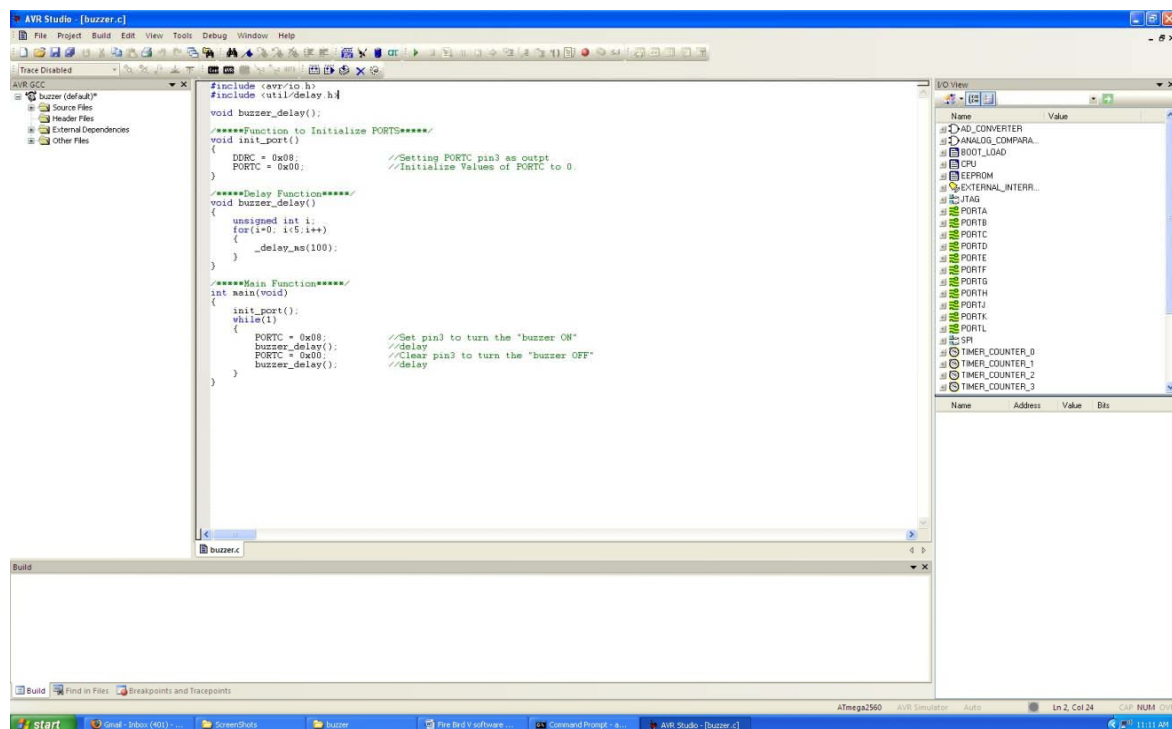 AVR Studio - [buzzer.c]
File Project Build Edit View Tools Debug Window Help
Trace Disabled
AVR GCC
buzzer (default)*
Source Files
Header Files
External Dependencies
Other Files
#include <avr/io.h>
#include <util/delay.h>
void buzzer_delay();
/*****Function to Initialize PORTS*****/
void init_port()
{
DDRC = 0x08; //Setting PORTC pin3 as outpt
PORTC = 0x00; //Initialize Values of PORTC to 0.
}
/*****Delay Function*****/
void buzzer_delay()
{
unsigned int i;
for(i=0; i<5;i++)
{
_delay_ms(100);
}
}
/*****Main Function*****/
int main(void)
{
init_port();
while(1)
{
PORTC = 0x08; //Set pin3 to turn the "buzzer ON"
buzzer_delay(); //delay
PORTC = 0x00; //Clear pin3 to turn the "buzzer OFF"
buzzer_delay(); //delay
}
}
buzzer.c
I/O View
Name Value
AD_CONVERTER
ANALOG_COMPARA...
BOOT_LOAD
CPU
EEPROM
EXTERNAL_INTERR...
JTAG
PORTA
PORTB
PORTC
PORTD
PORTE
PORTF
PORTG
PORTH
PORTJ
PORTK
PORTL
SPI
TIMER_COUNTER_0
TIMER_COUNTER_1
TIMER_COUNTER_2
TIMER_COUNTER_3
Name Address Value Bits
Build
Build Find in Files Breakpoints and Tracepoints
ATmega2560 AVR Simulator Auto Ln 2, Col 24 CAP NUM OV
start Gmail - Inbox (401) - ... ScreenShots buzzer Fire Bird V software ... Command Prompt - a... AVR Studio - [buzzer.c] 11:11 AM